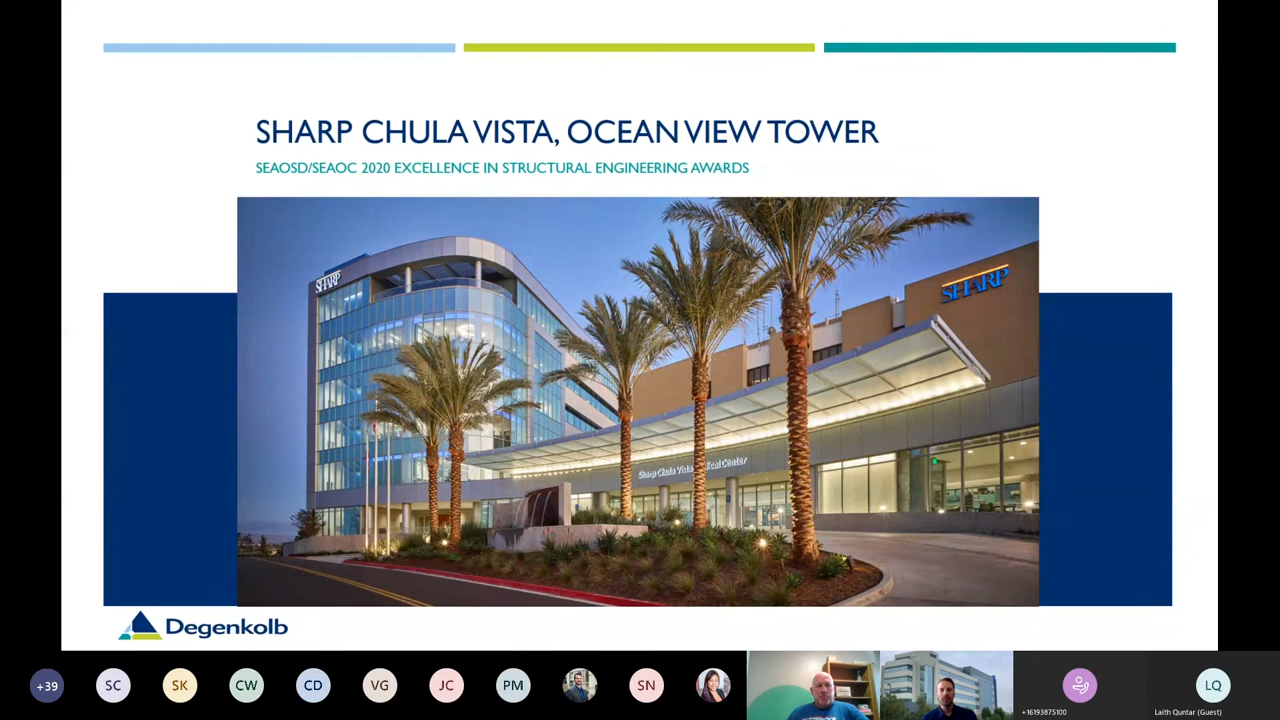 SHARP CHULA VISTA, OCEAN VIEW TOWER
SEAOSD/SEAOC 2020 EXCELLENCE IN STRUCTURAL ENGINEERING AWARDS
SHARP
SHARP
Sharp Chula Vista Medical Center
Degenkolb
+39
SC
SK
CW
CD
VG
JC
PM
SN
+16193875100
LQ
Laith Quntar (Guest)